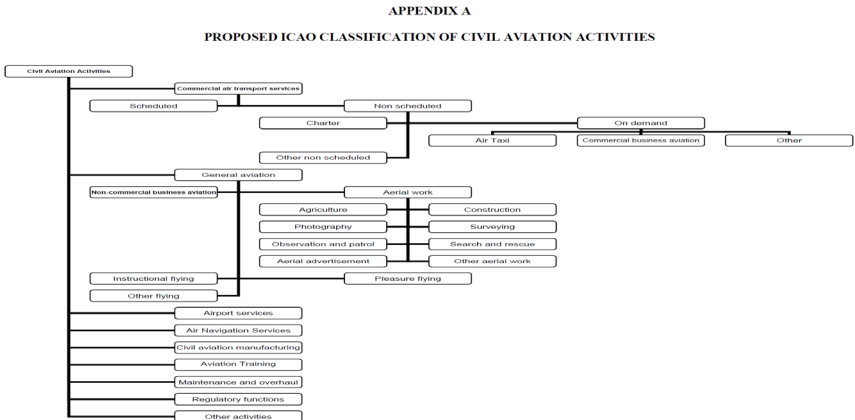 APPENDIX A
PROPOSED ICAO CLASSIFICATION OF CIVIL AVIATION ACTIVITIES
Civil Aviation Activities
Commercial air transport services
Scheduled
Non scheduled
Charter
On demand
Air Taxi
Commercial business aviation
Other
Other non scheduled
General aviation
Non-commercial business aviation
Aerial work
Agriculture
Construction
Photography
Surveying
Observation and patrol
Search and rescue
Aerial advertisement
Other aerial work
Instructional flying
Pleasure flying
Other flying
Airport services
Air Navigation Services
Civil aviation manufacturing
Aviation Training
Maintenance and overhaul
Regulatory functions
Other activities